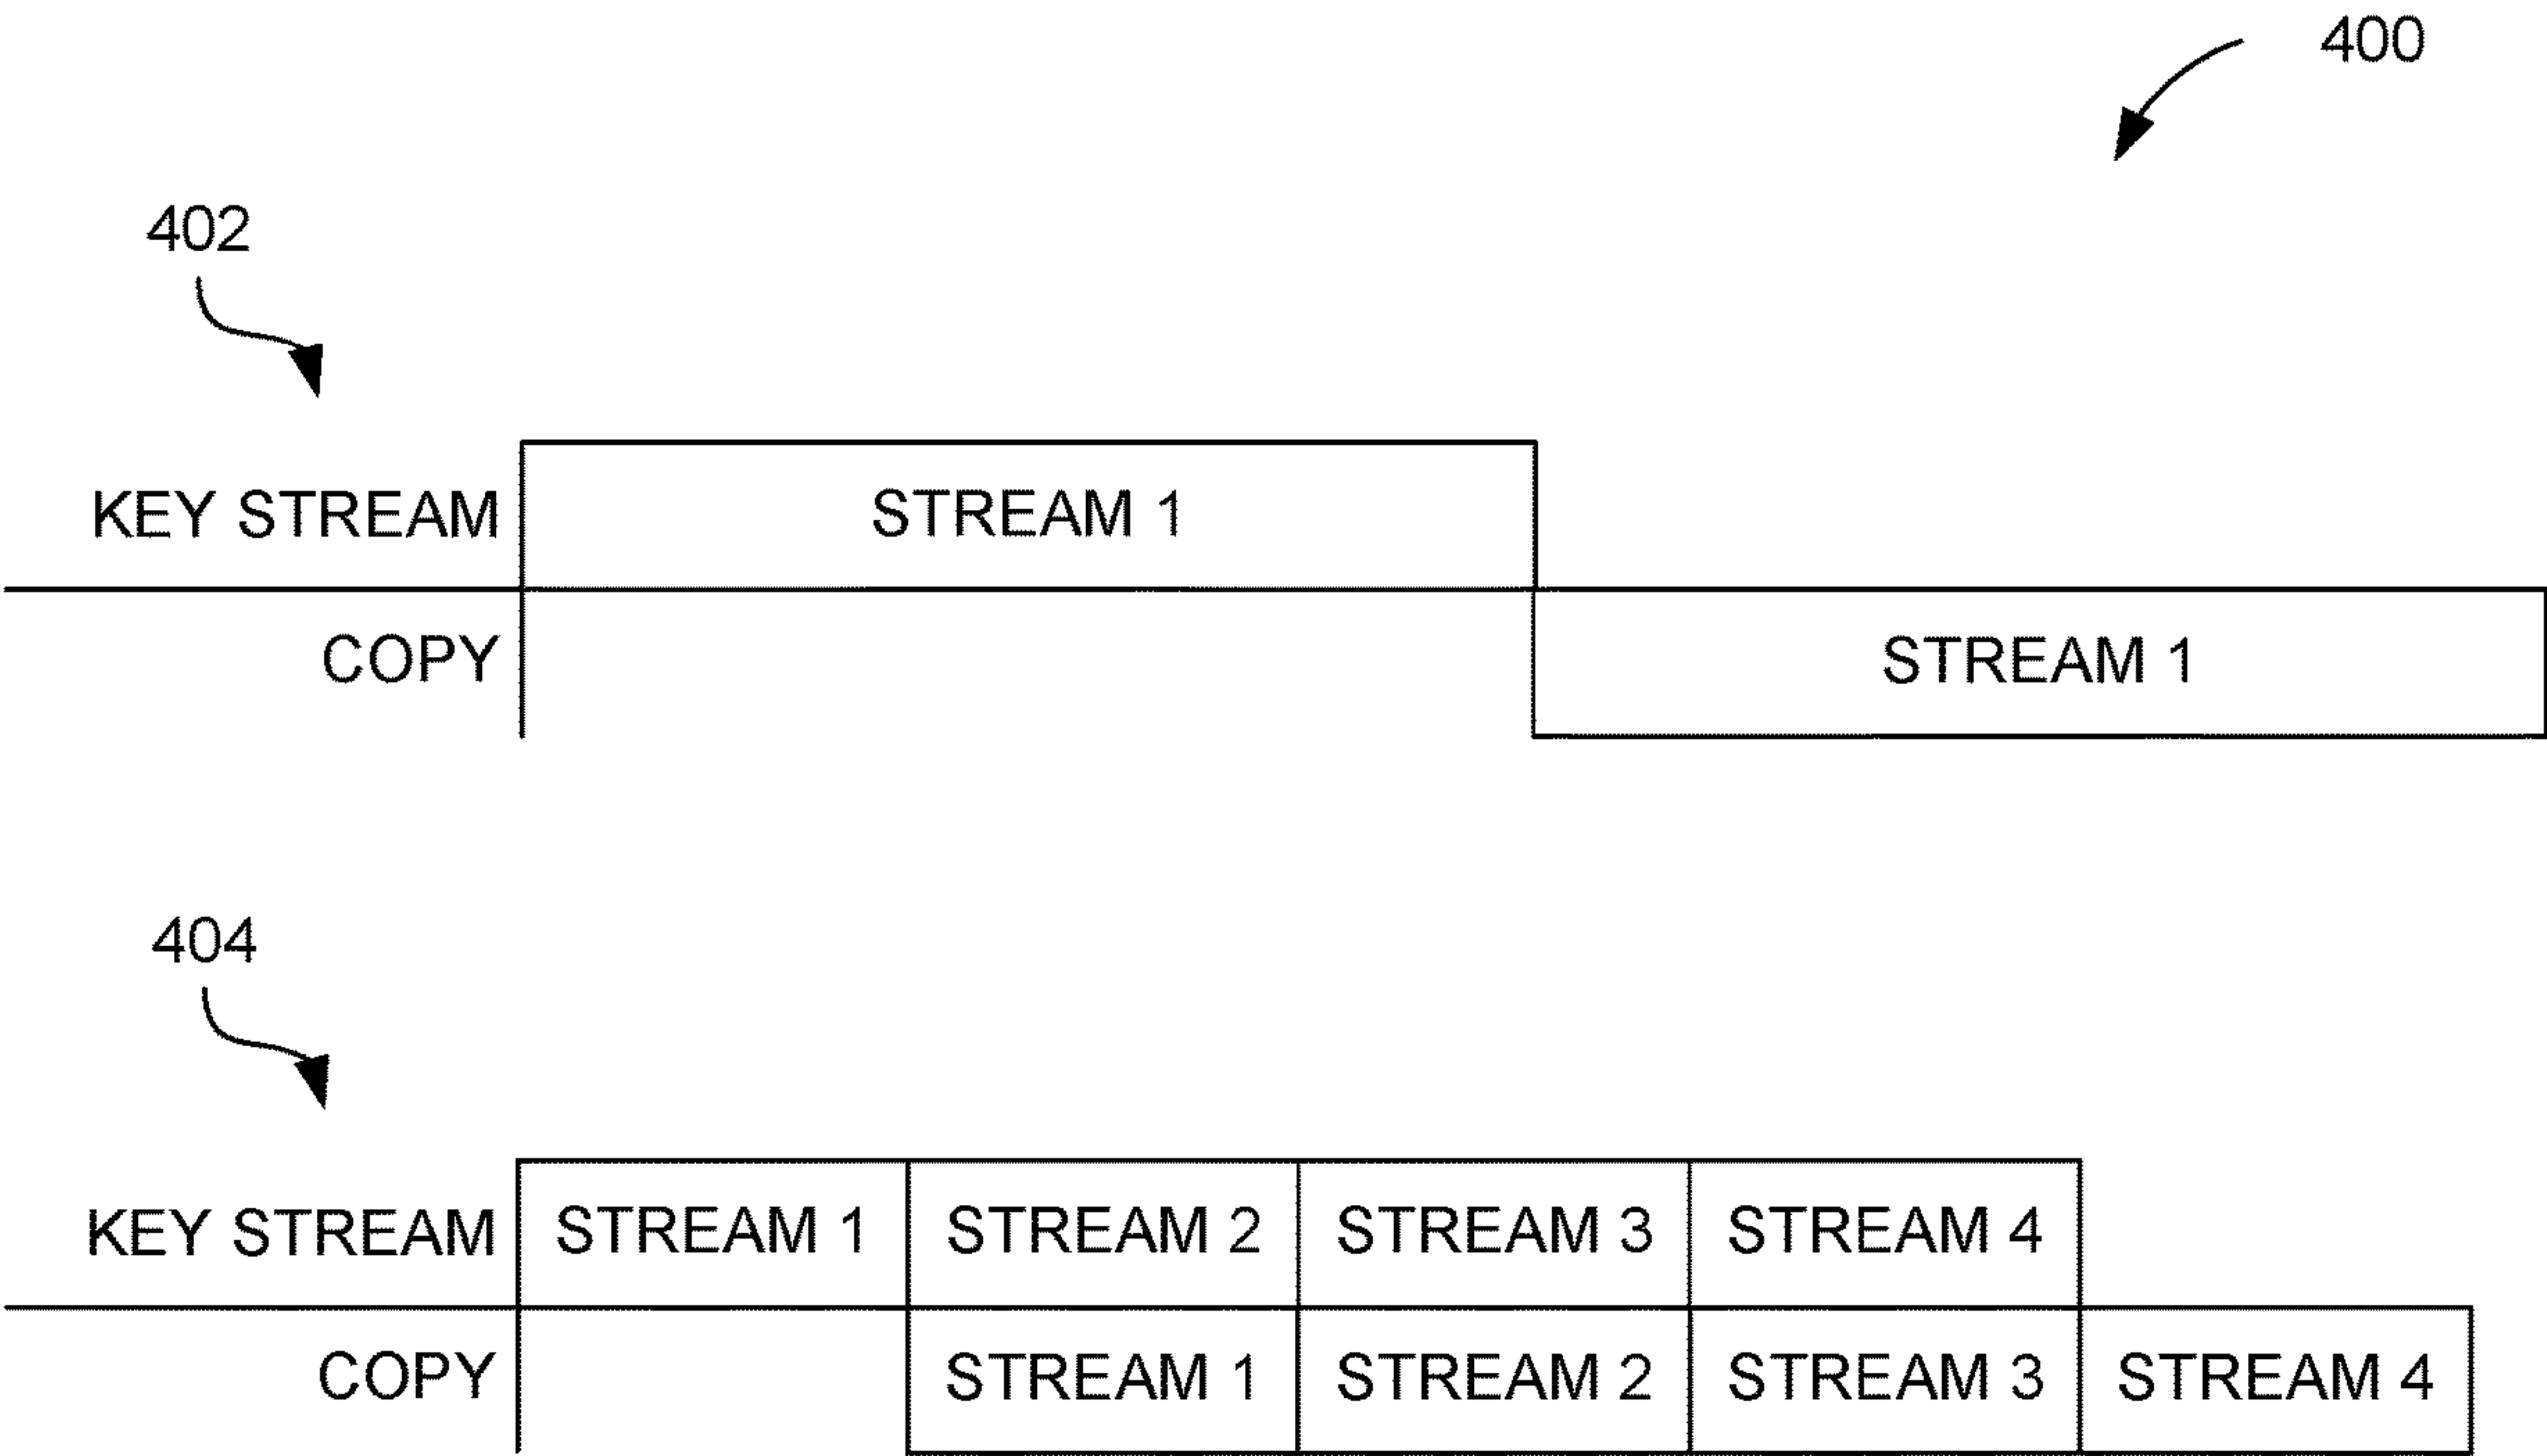 400
402
KEY STREAM STREAM 1
COPY STREAM 1
404
KEY STREAM STREAM 1 STREAM 2 STREAM 3 STREAM 4
COPY STREAM 1 STREAM 2 STREAM 3 STREAM 4